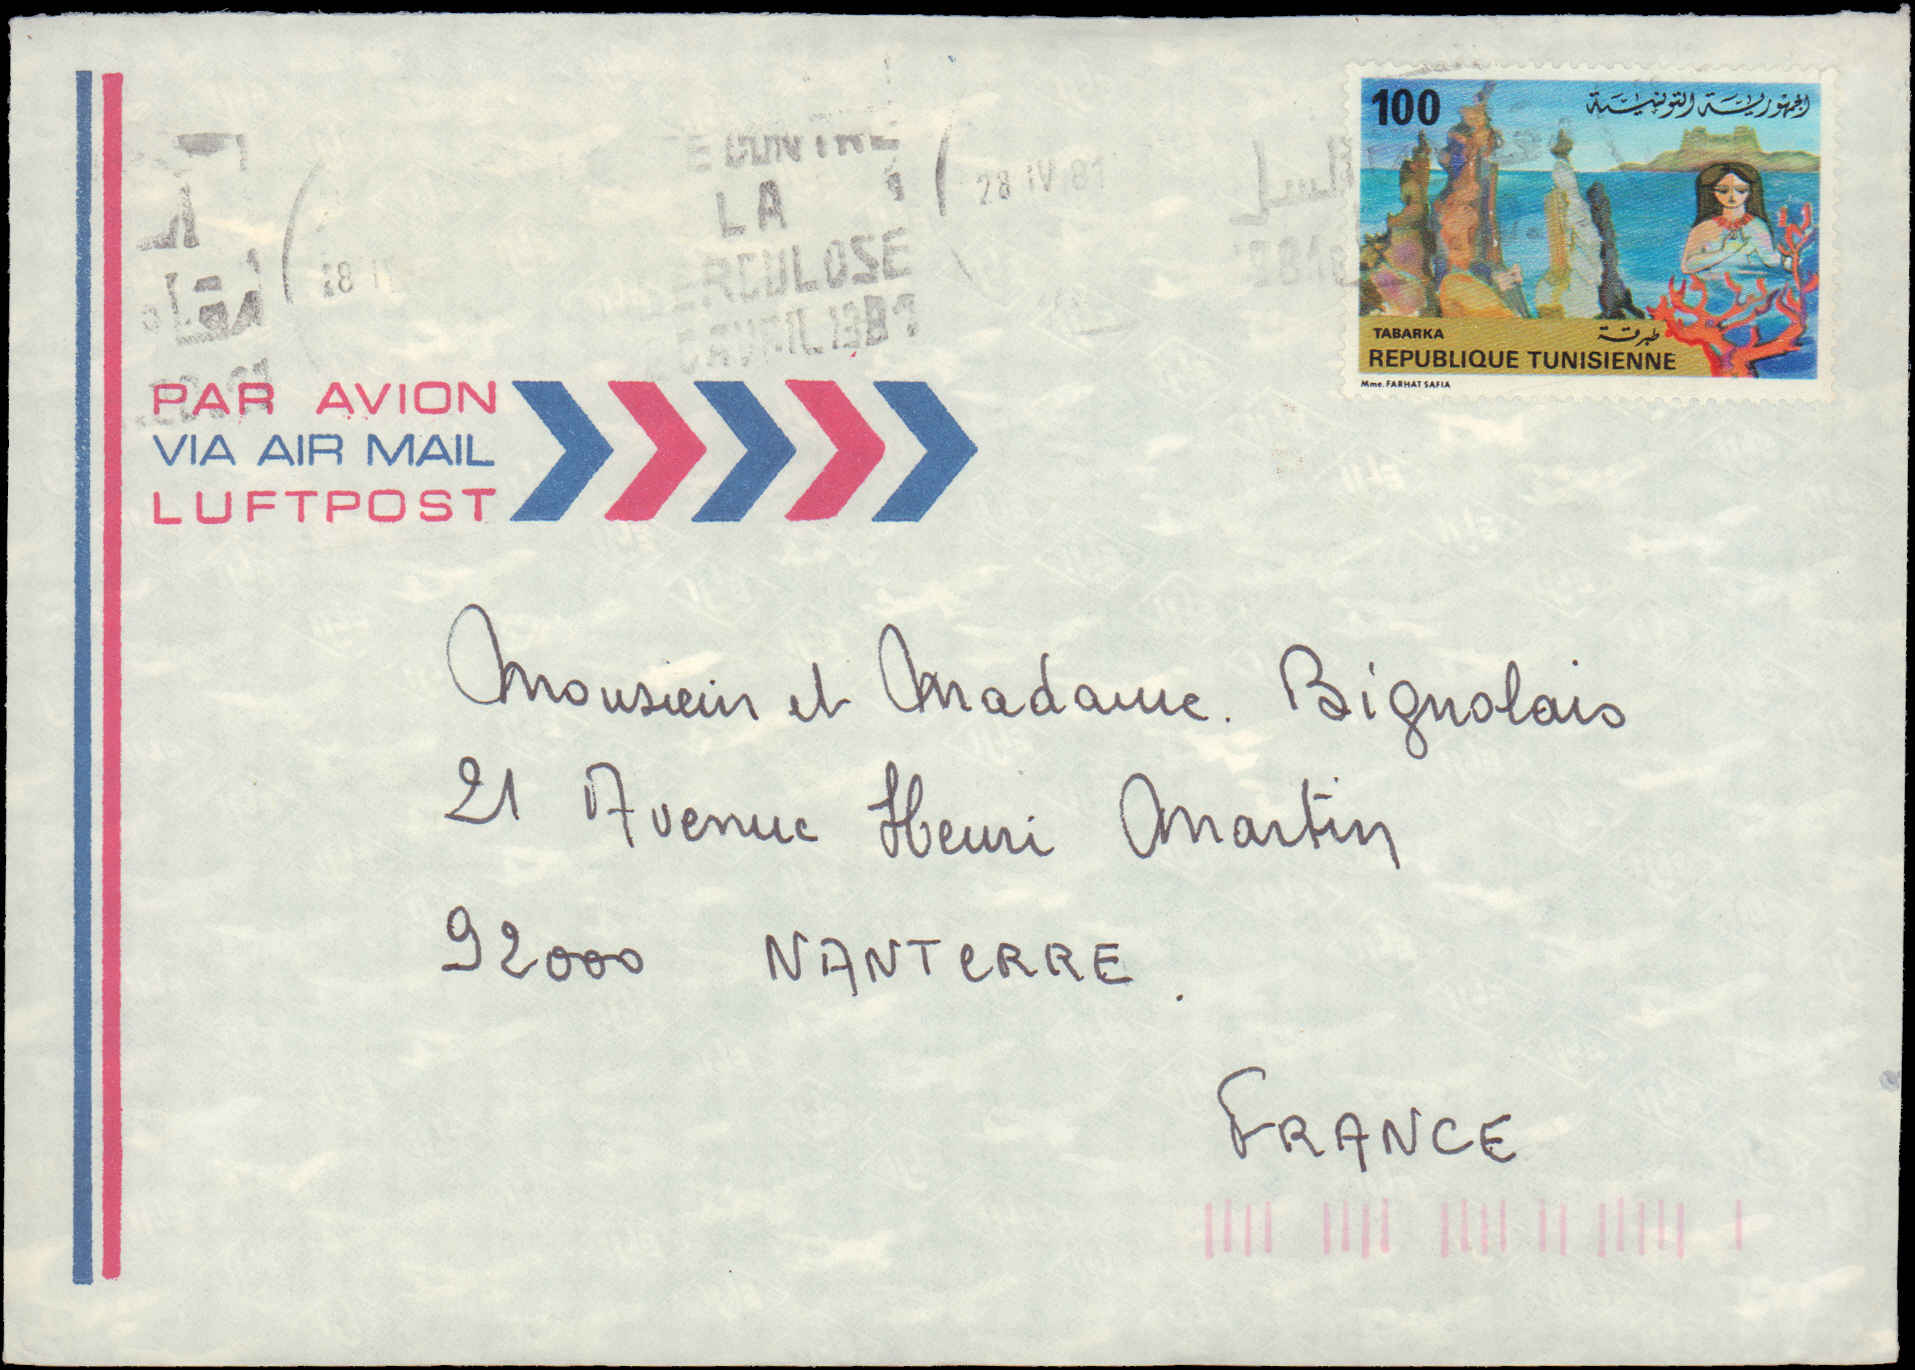 100
الجمهورية التونسية
CONTRE
LA
28 IV 81
PAR AVION
VIA AIR MAIL
LUFTPOST
TABARKA طبرقة
REPUBLIQUE TUNISIENNE
Mme. FARHAT SAFIA
Monsieur et Madame. Bignolais
21 Avenue Henri Martin
92000 NANTERRE.
FRANCE